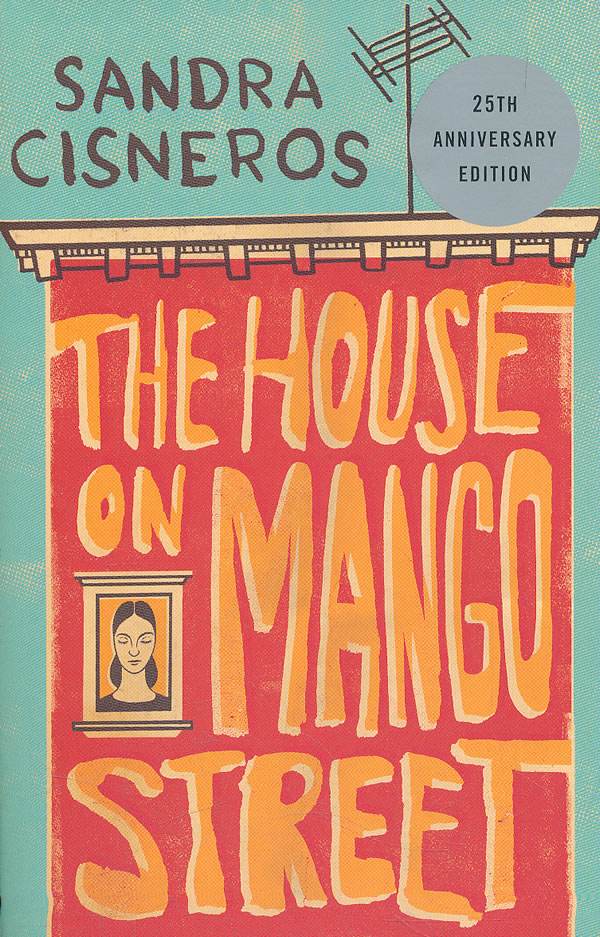 SANDRA
CISNEROS
25TH
ANNIVERSARY
EDITION
THE HOUSE
ON MANGO
STREET